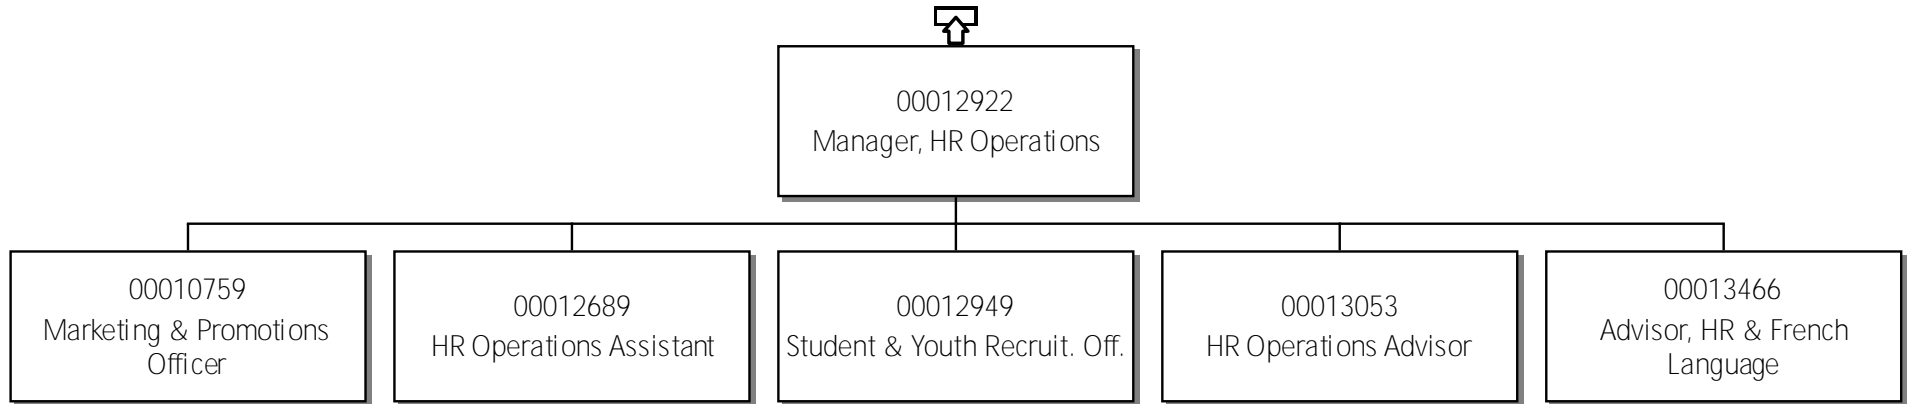 00012922
Manager, HR Operations
00010759
Marketing & Promotions
Officer
00012689
HR Operations Assistant
00012949
Student & Youth Recruit. Off.
00013053
HR Operations Advisor
00013466
Advisor, HR & French
Language